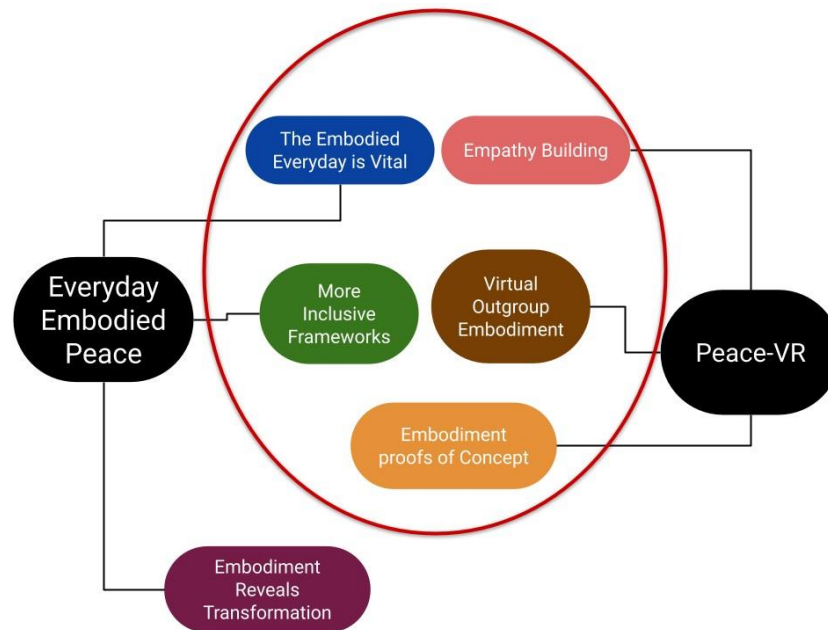 The Embodied
Everyday is Vital
Empathy Building
Everyday
Embodied
Peace
More
Inclusive
Frameworks
Virtual
Outgroup
Embodiment
Peace-VR
Embodiment
proofs of Concept
Embodiment
Reveals
Transformation